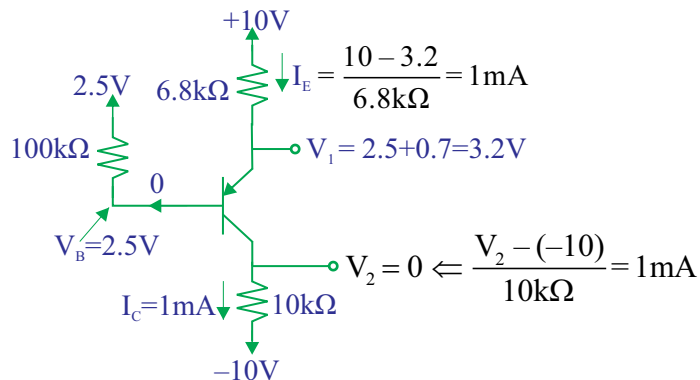 +10V
I_E = (10 – 3.2)/6.8kΩ = 1mA
2.5V
6.8kΩ
100kΩ
V_1 = 2.5+0.7=3.2V
0
V_B=2.5V
V_2 = 0 ⇐ (V_2 – (–10))/10kΩ = 1mA
I_C=1mA
10kΩ
–10V